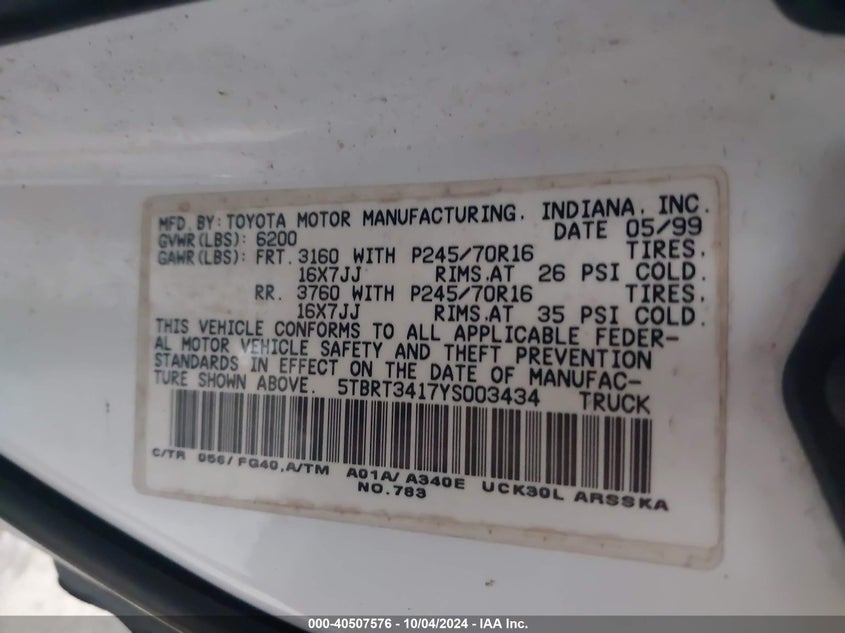 MFD. BY: TOYOTA MOTOR MANUFACTURING, INDIANA, INC.
GVWR(LBS): 6200 DATE 05/99
GAWR(LBS): FRT. 3160 WITH P245/70R16 TIRES,
16X7JJ RIMS.AT 26 PSI COLD.
RR. 3760 WITH P245/70R16 TIRES,
16X7JJ RIMS.AT 35 PSI COLD.
THIS VEHICLE CONFORMS TO ALL APPLICABLE FEDER-
AL MOTOR VEHICLE SAFETY AND THEFT PREVENTION
STANDARDS IN EFFECT ON THE DATE OF MANUFAC-
TURE SHOWN ABOVE. 5TBRT3417YS003434 TRUCK
C/TR 056/ FG40,A/TM A01A/ A340E UCK30L ARSSKA
NO.783
000-40507576 - 10/04/2024 - IAA Inc.